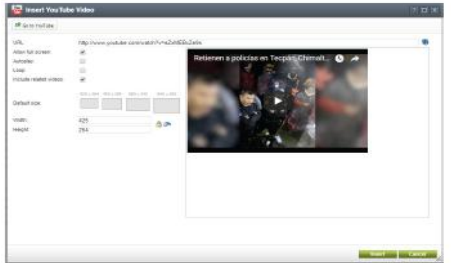 Insert YouTube Video
Go to YouTube
URL:
Allow full screen
Autoplay
Loop
Include related videos
Default size
Width:
425
Height
264
Retienen a policías en Tecpán, Chimalt...
Insert
Cancel